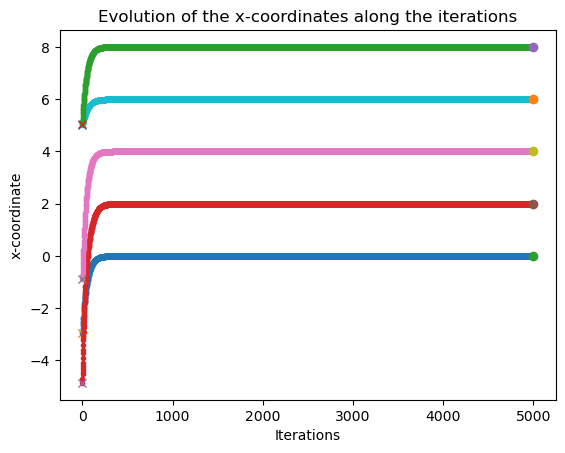 Evolution of the x-coordinates along the iterations
x-coordinate
8
6
4
2
0
−2
−4
0 1000 2000 3000 4000 5000
Iterations